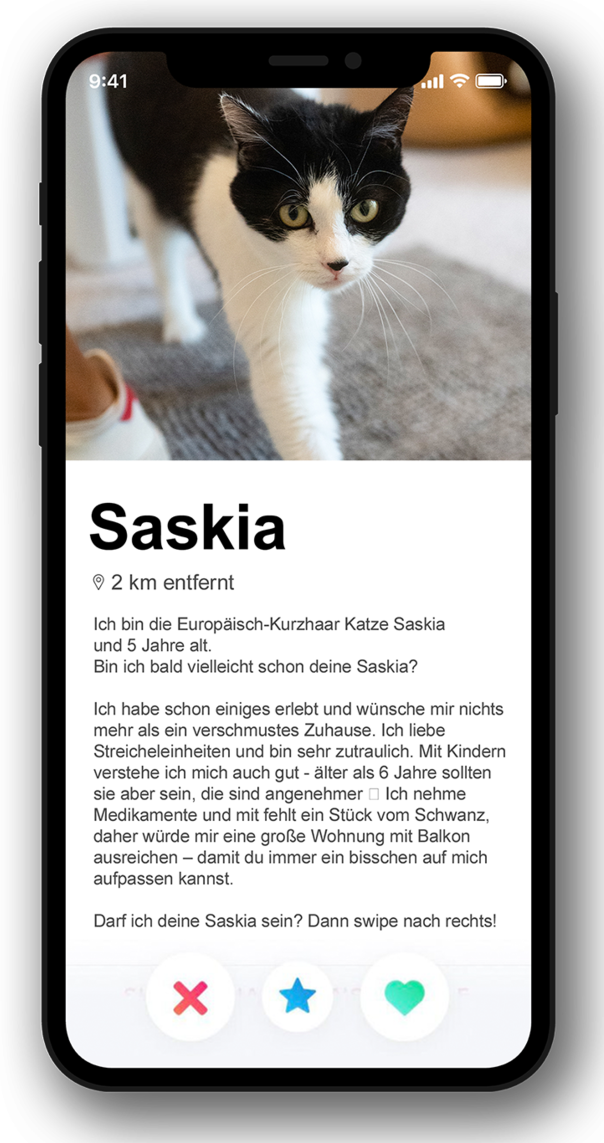 9:41
Saskia
2 km entfernt
Ich bin die Europäisch-Kurzhaar Katze Saskia
und 5 Jahre alt.
Bin ich bald vielleicht schon deine Saskia?
Ich habe schon einiges erlebt und wünsche mir nichts
mehr als ein verschmustes Zuhause. Ich liebe
Streicheleinheiten und bin sehr zutraulich. Mit Kindern
verstehe ich mich auch gut - älter als 6 Jahre sollten
sie aber sein, die sind angenehmer □ Ich nehme
Medikamente und mit fehlt ein Stück vom Schwanz,
daher würde mir eine große Wohnung mit Balkon
ausreichen – damit du immer ein bisschen auf mich
aufpassen kannst.
Darf ich deine Saskia sein? Dann swipe nach rechts!